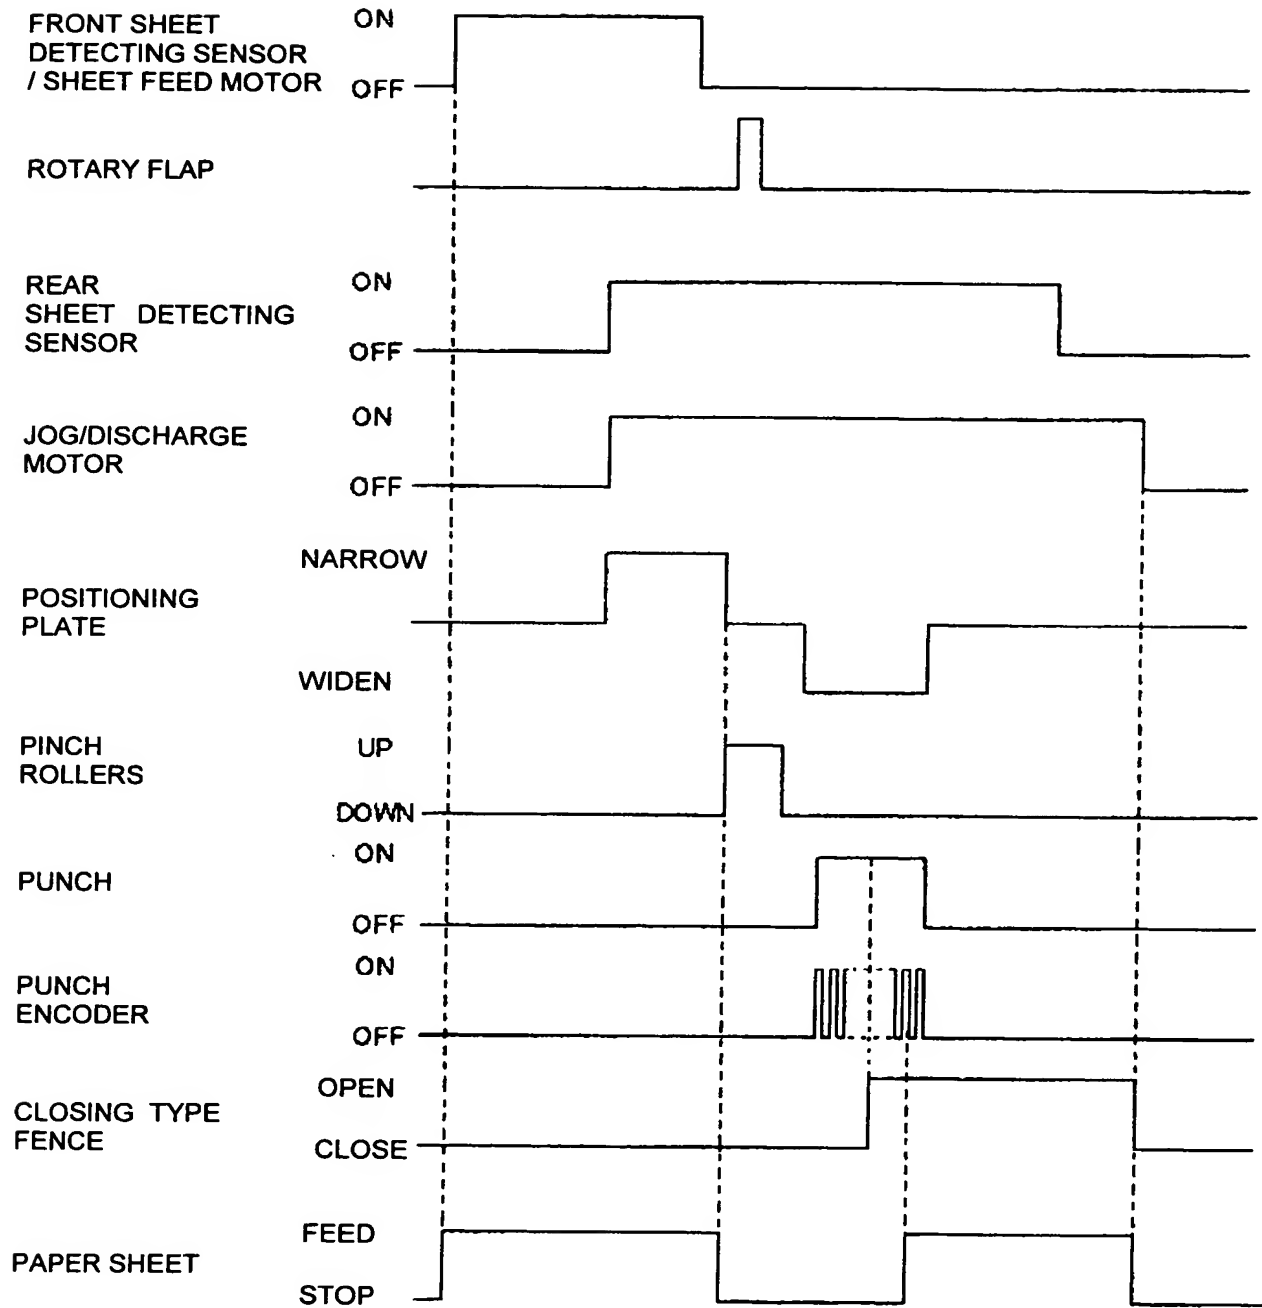 FRONT SHEET
DETECTING SENSOR
/ SHEET FEED MOTOR
ON
OFF
ROTARY FLAP
REAR
SHEET DETECTING
SENSOR
ON
OFF
JOG/DISCHARGE
MOTOR
ON
OFF
POSITIONING
PLATE
NARROW
WIDEN
PINCH
ROLLERS
UP
DOWN
PUNCH
ON
OFF
PUNCH
ENCODER
ON
OFF
CLOSING TYPE
FENCE
OPEN
CLOSE
PAPER SHEET
FEED
STOP